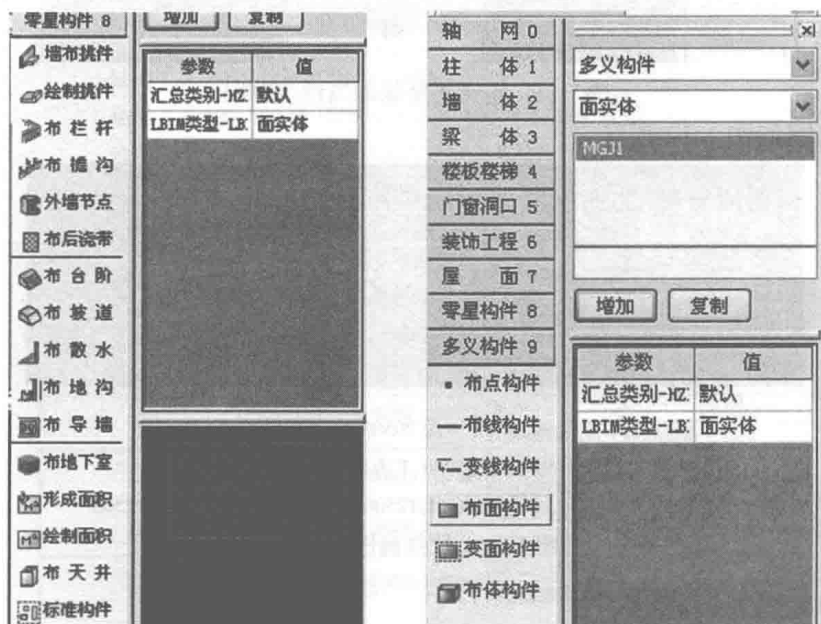 零星构件 8
墙布挑件
绘制挑件
布栏杆
布檐沟
外墙节点
布后浇带
布台阶
布坡道
布散水
布地沟
布导墙
布地下室
形成面积
绘制面积
布天井
标准构件
增加 复制
参数 值
汇总类别-HZ 默认
LBIM类型-LB 面实体
轴网 0
柱体 1
墙体 2
梁体 3
楼板楼梯 4
门窗洞口 5
装饰工程 6
屋面 7
零星构件 8
多义构件 9
布点构件
布线构件
变线构件
布面构件
变面构件
布体构件
多义构件
面实体
MGJ1
增加 复制
参数 值
汇总类别-HZ 默认
LBIM类型-LB 面实体